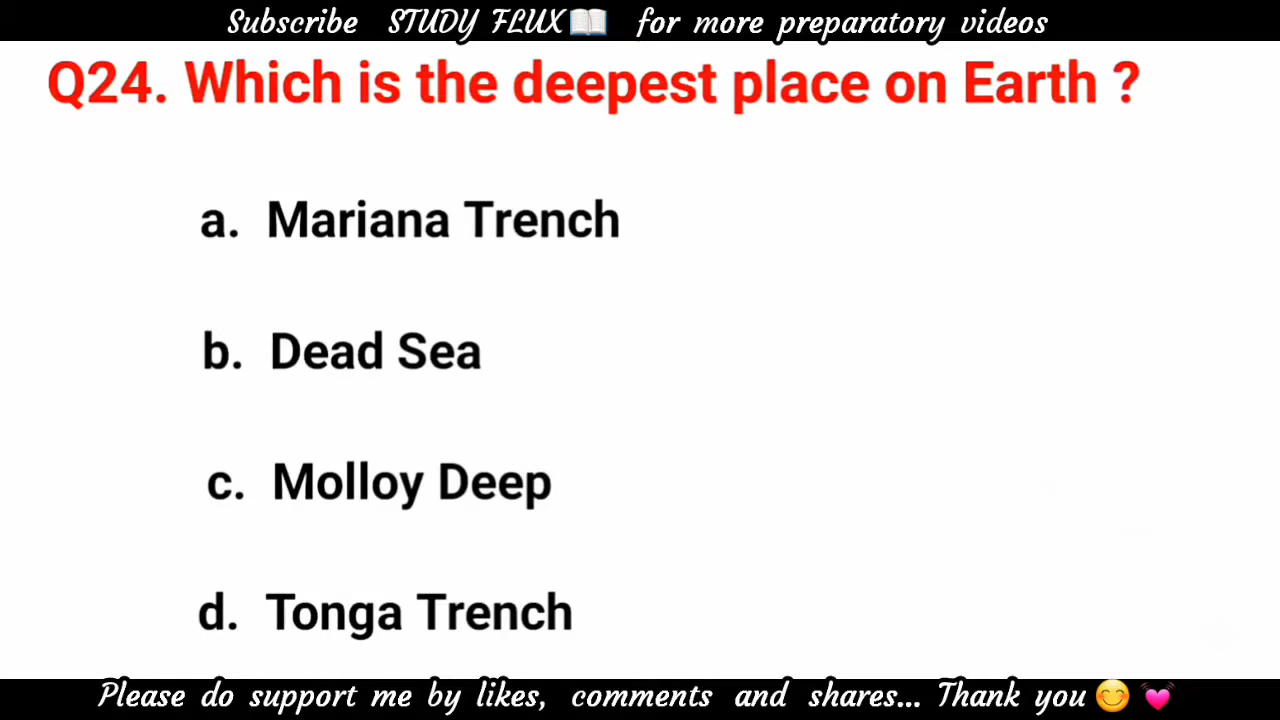 Subscribe STUDY FLUX📖 for more preparatory videos
Q24. Which is the deepest place on Earth ?
a. Mariana Trench
b. Dead Sea
c. Molloy Deep
d. Tonga Trench
Please do support me by likes, comments and shares... Thank you 😊 💓